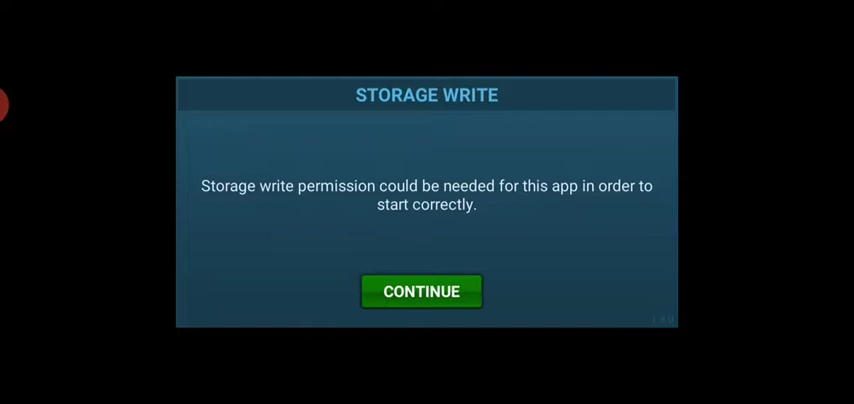 STORAGE WRITE
Storage write permission could be needed for this app in order to
start correctly.
CONTINUE